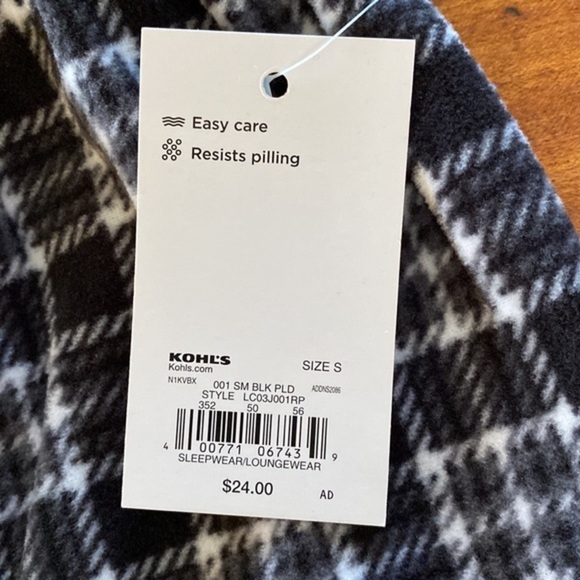 Easy care
Resists pilling
KOHL'S
Kohls.com
SIZE S
N1KVBX 001 SM BLK PLD ADDNS2086
STYLE LC03J001RP
352 50 56
4 00771 06743 9
SLEEPWEAR/LOUNGEWEAR
$24.00 AD